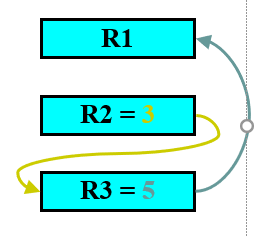 R1
R2 = 3
R3 = 5